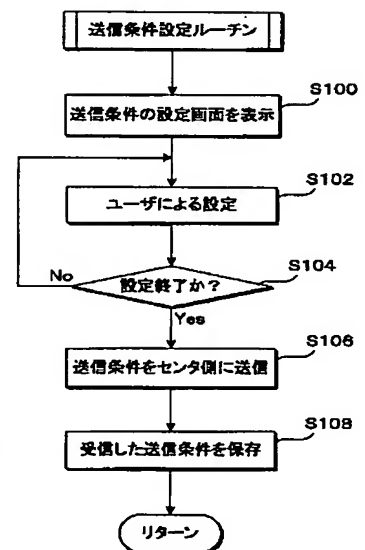 送信条件設定ルーチン
S100
送信条件の設定画面を表示
S102
ユーザによる設定
S104
No
設定終了か?
Yes
S106
送信条件をセンタ側に送信
S108
受信した送信条件を保存
リターン